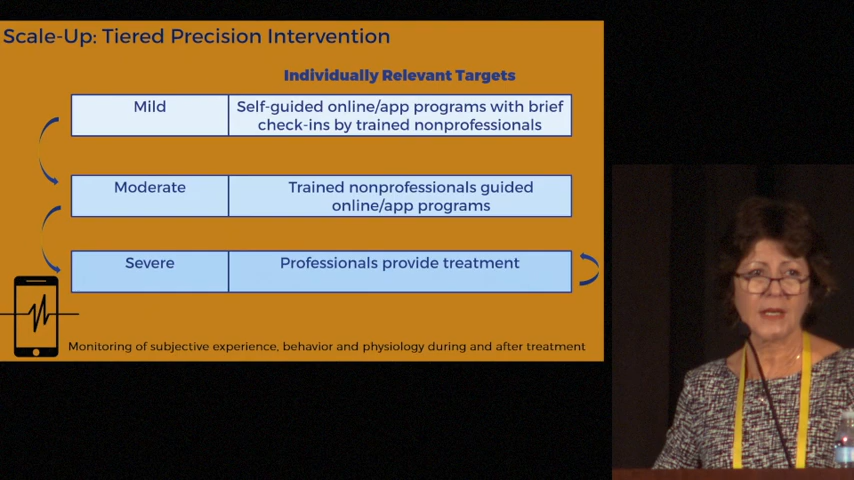 Scale-Up: Tiered Precision Intervention
Individually Relevant Targets
Mild
Self-guided online/app programs with brief
check-ins by trained nonprofessionals
Moderate
Trained nonprofessionals guided
online/app programs
Severe
Professionals provide treatment
Monitoring of subjective experience, behavior and physiology during and after treatment